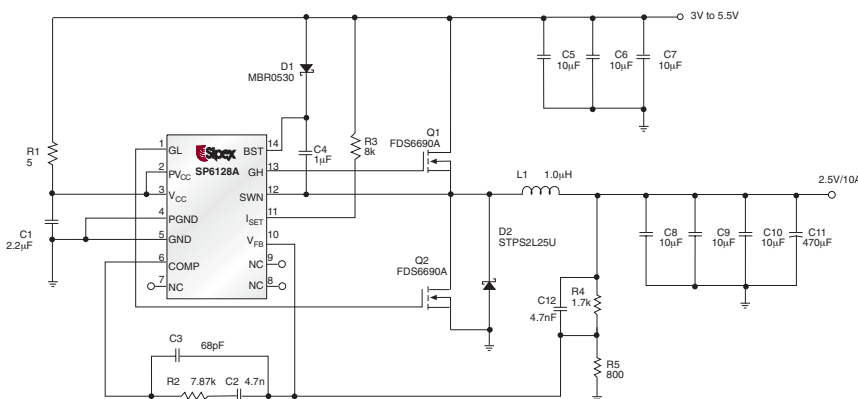 3V to 5.5V
D1
MBR0530
C5
10µF
C6
10µF
C7
10µF
R1
5
C4
1µF
R3
8k
Q1
FDS6690A
Sipex
SP6128A
1
GL
2
PVCC
3
VCC
4
PGND
5
GND
6
COMP
7
NC
14
BST
13
GH
12
SWN
11
ISET
10
VFB
9
NC
8
NC
C1
2.2µF
L1 1.0µH
2.5V/10A
D2
STPS2L25U
C8
10µF
C9
10µF
C10
10µF
C11
470µF
Q2
FDS6690A
C12
4.7nF
R4
1.7k
R5
800
C3
68pF
R2 7.87k C2 4.7n